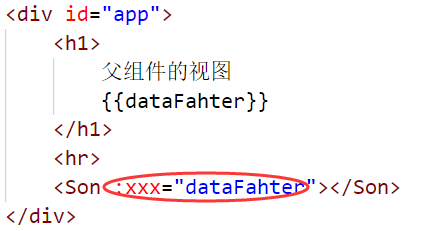 <div id="app">
<h1>
父组件的视图
{{dataFahter}}
</h1>
<hr>
<Son :xxx="dataFahter"></Son>
</div>